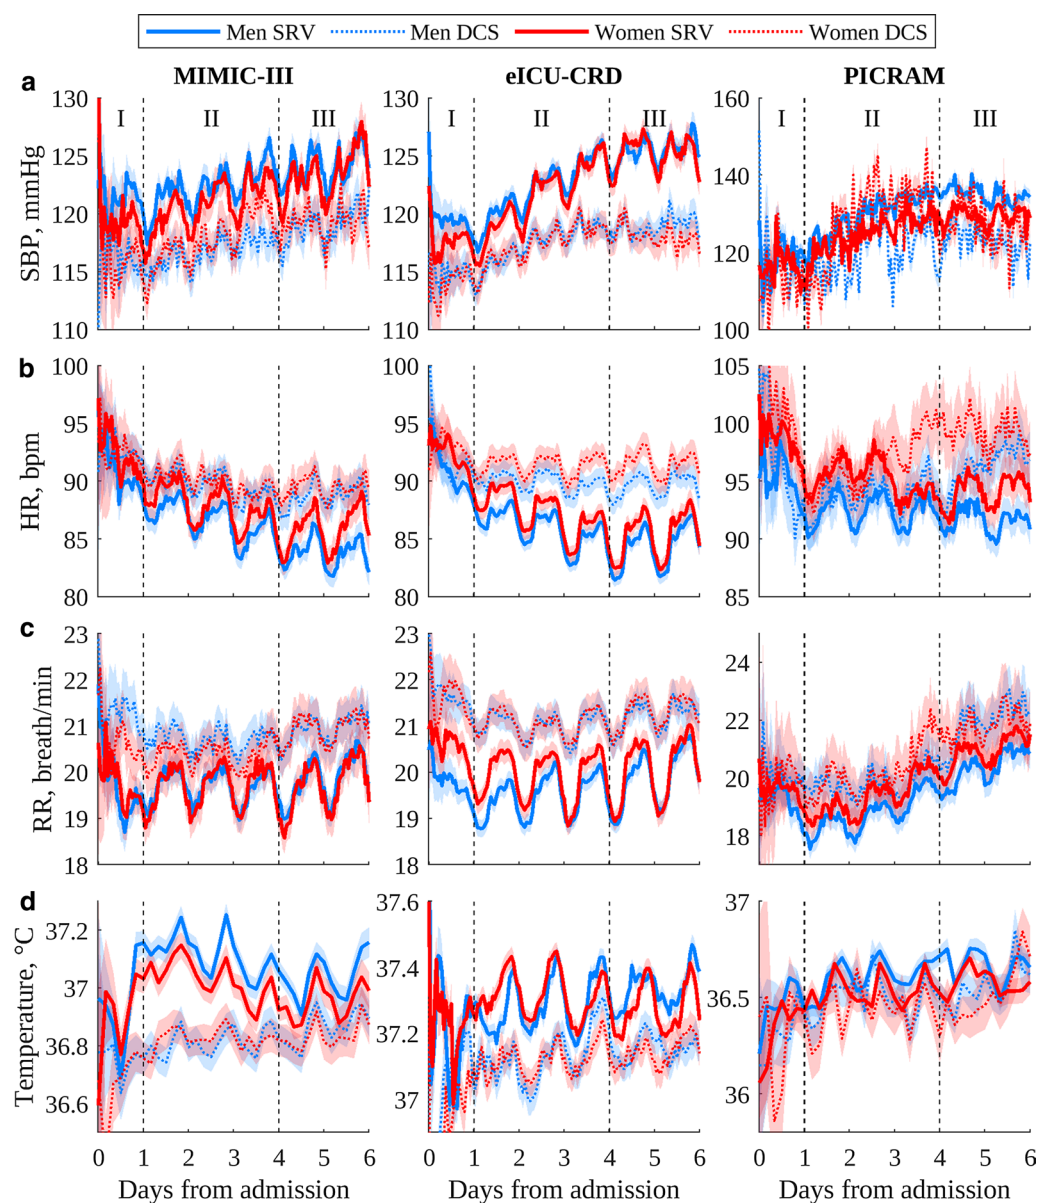 Men SRV Men DCS Women SRV Women DCS
MIMIC-III eICU-CRD PICRAM
a
SBP, mmHg
130 125 120 115 110
I II III
130 125 120 115 110
I II III
160 140 120 100
I II III
b
HR, bpm
100 95 90 85 80
100 95 90 85 80
105 100 95 90 85
c
RR, breath/min
23 22 21 20 19 18
23 22 21 20 19 18
24 22 20 18
d
Temperature, °C
37.2 37 36.8 36.6
37.6 37.4 37.2 37
37 36.5 36
0 1 2 3 4 5 6 0 1 2 3 4 5 6 0 1 2 3 4 5 6
Days from admission Days from admission Days from admission